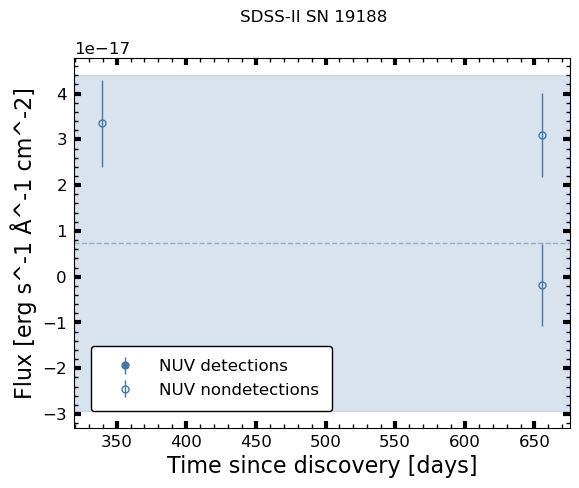 SDSS-II SN 19188
1e−17
Flux [erg s^-1 Å^-1 cm^-2]
4
3
2
1
0
−1
−2
−3
NUV detections
NUV nondetections
350 400 450 500 550 600 650
Time since discovery [days]